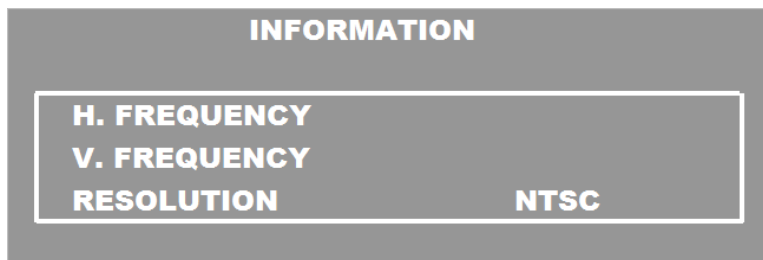 INFORMATION
H. FREQUENCY
V. FREQUENCY
RESOLUTION NTSC